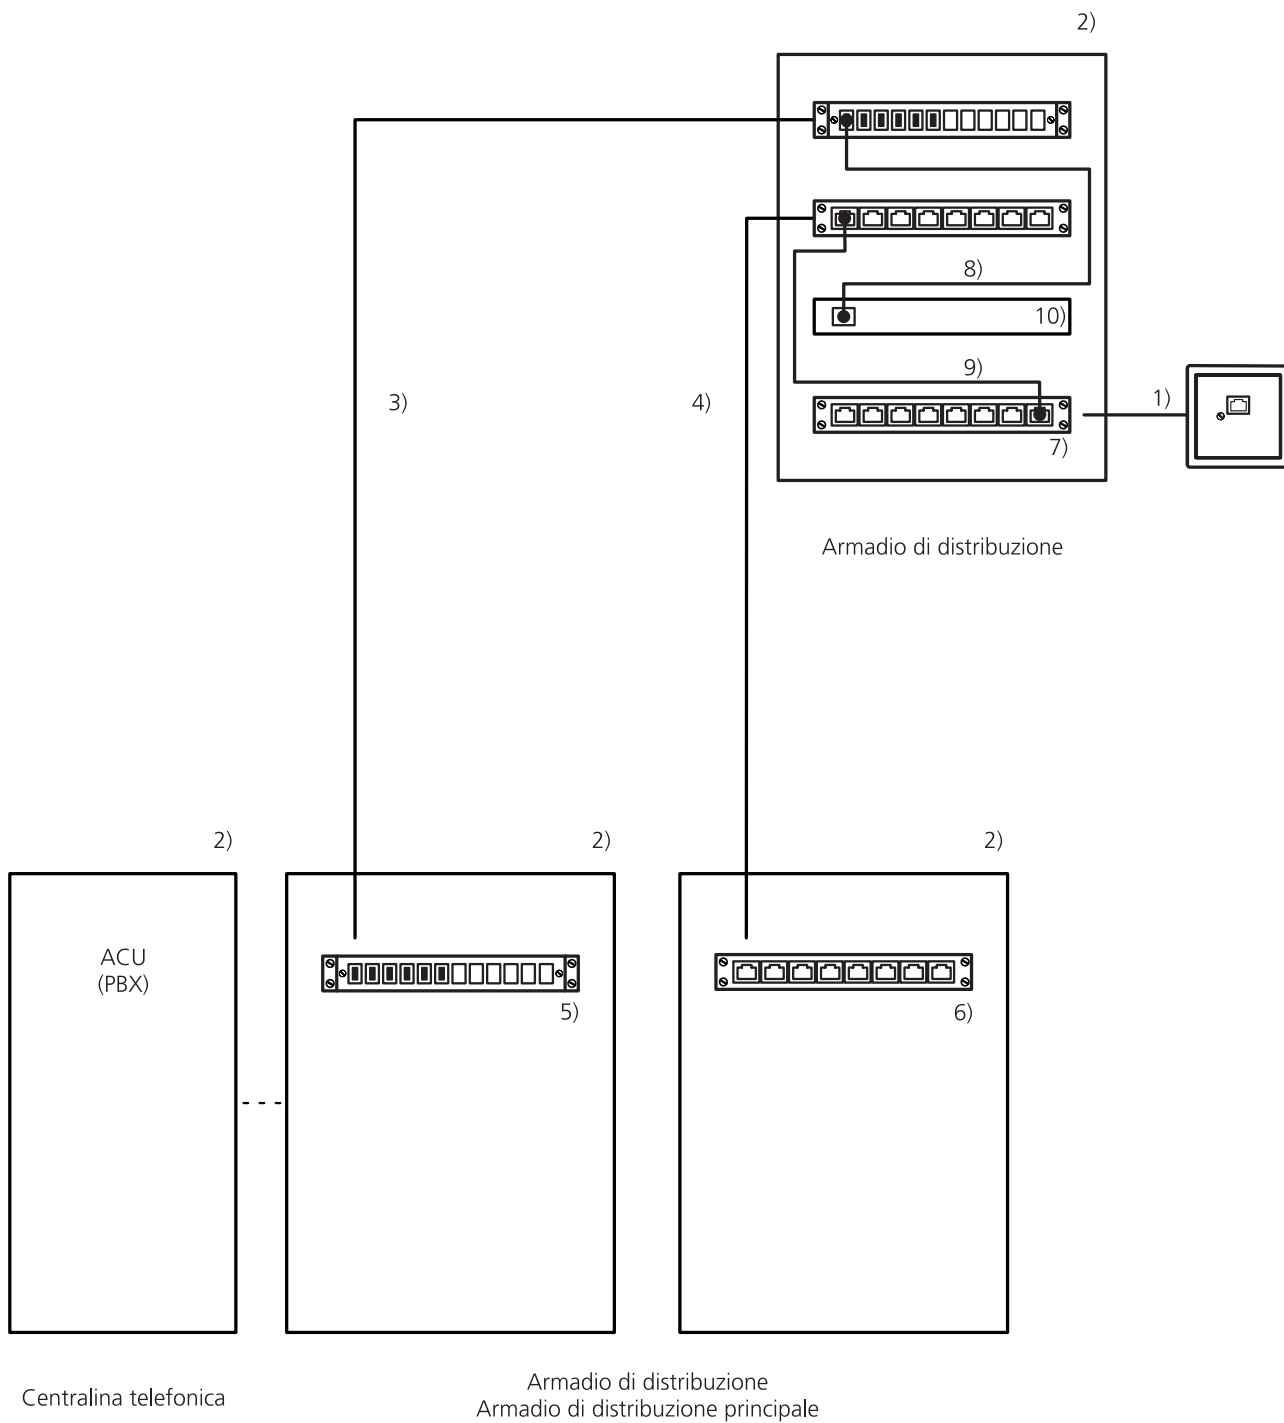 2)
8)
10)
9)
3)
4)
1)
7)
Armadio di distribuzione
2)
2)
2)
ACU
(PBX)
5)
6)
Centralina telefonica
Armadio di distribuzione
Armadio di distribuzione principale